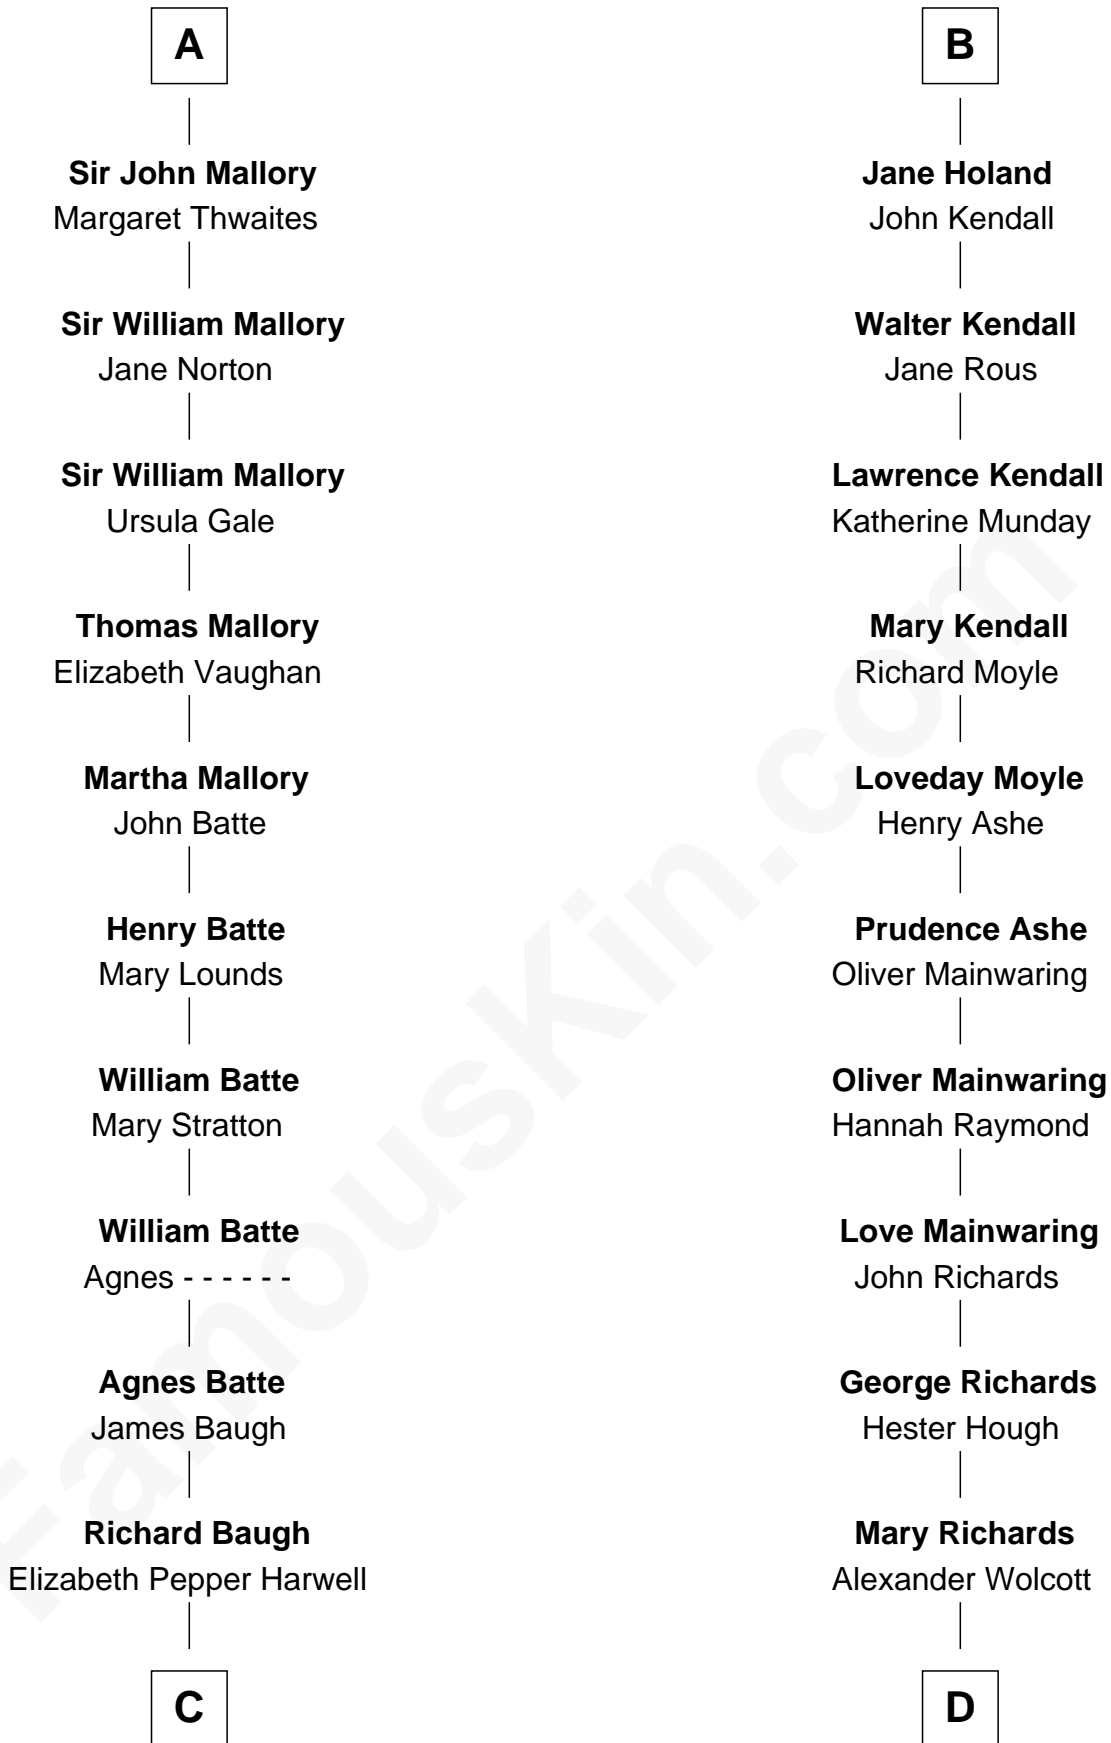 A
Sir John Mallory
Margaret Thwaites
Sir William Mallory
Jane Norton
Sir William Mallory
Ursula Gale
Thomas Mallory
Elizabeth Vaughan
Martha Mallory
John Batte
Henry Batte
Mary Lounds
William Batte
Mary Stratton
William Batte
Agnes - - - - - -
Agnes Batte
James Baugh
Richard Baugh
Elizabeth Pepper Harwell
C
B
Jane Holand
John Kendall
Walter Kendall
Jane Rous
Lawrence Kendall
Katherine Munday
Mary Kendall
Richard Moyle
Loveday Moyle
Henry Ashe
Prudence Ashe
Oliver Mainwaring
Oliver Mainwaring
Hannah Raymond
Love Mainwaring
John Richards
George Richards
Hester Hough
Mary Richards
Alexander Wolcott
D
FamousKin.com